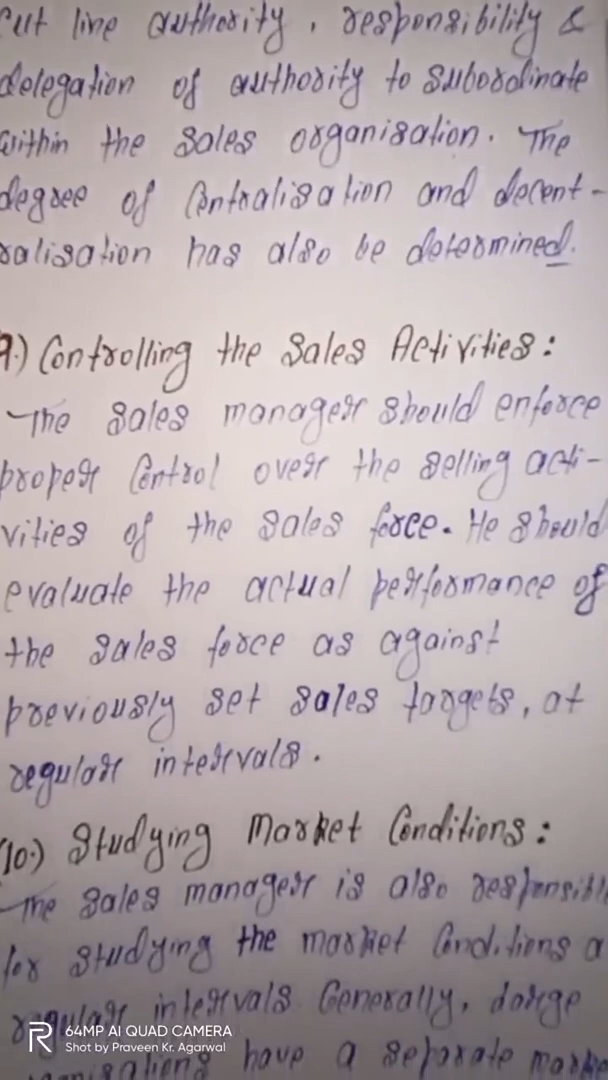 cut line authority, responsibility &
delegation of authority to subordinate
within the sales organisation. The
degree of Centralisation and decent-
ralisation has also be determined.
9.) Controlling the Sales Activities:
The sales manager should enforce
proper Control over the selling acti-
vities of the sales force. He should
evaluate the actual performance of
the sales force as against
previously set sales targets, at
regular intervals.
10.) Studying Market Conditions:
The sales manager is also responsible
for studying the market Conditions a
regular intervals. Generally, large
have a separate marke
64MP AI QUAD CAMERA
Shot by Praveen Kr. Agarwal